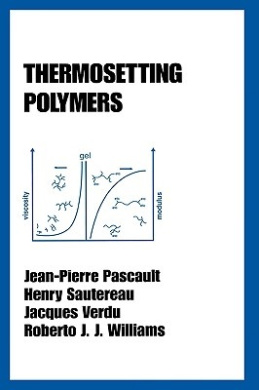 THERMOSETTING
POLYMERS
gel
viscosity
modulus
Jean-Pierre Pascault
Henry Sautereau
Jacques Verdu
Roberto J. J. Williams